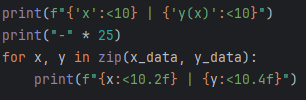 print(f"{'x':<10} | {'y(x)':<10}")
print("-" * 25)
for x, y in zip(x_data, y_data):
    print(f"{x:<10.2f} | {y:<10.4f}")